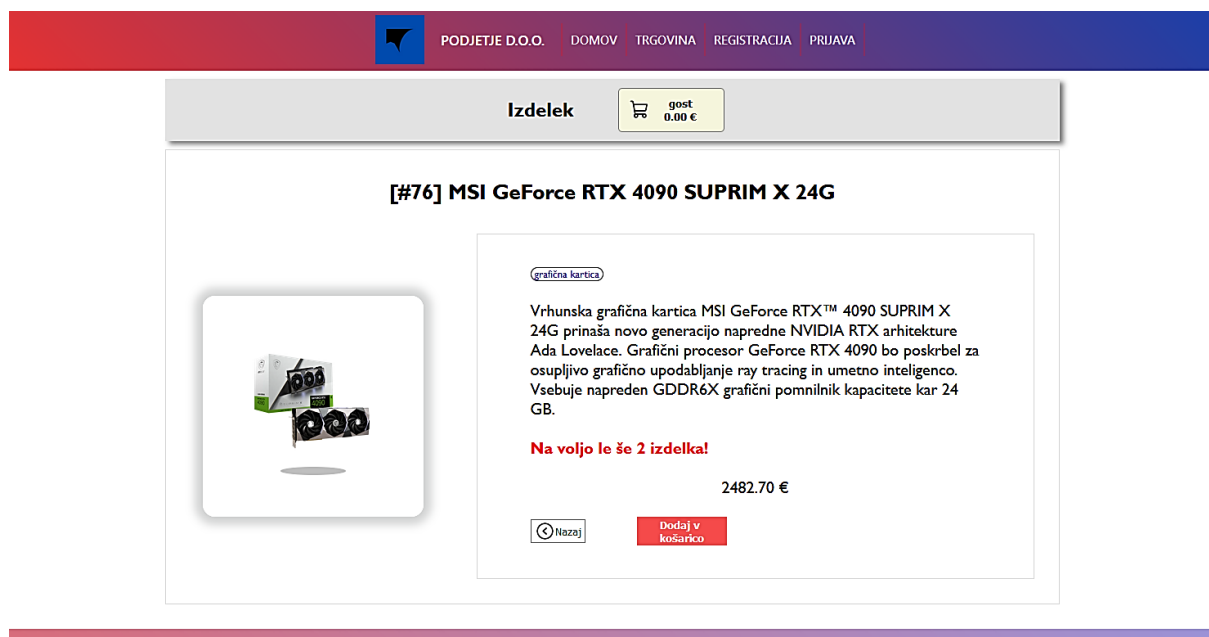 PODJETJE D.O.O. DOMOV TRGOVINA REGISTRACIJA PRIJAVA
Izdelek
gost
0.00 €
[#76] MSI GeForce RTX 4090 SUPRIM X 24G
grafična kartica
Vrhunska grafična kartica MSI GeForce RTX™ 4090 SUPRIM X
24G prinaša novo generacijo napredne NVIDIA RTX arhitekture
Ada Lovelace. Grafični procesor GeForce RTX 4090 bo poskrbel za
osupljivo grafično upodabljanje ray tracing in umetno inteligenco.
Vsebuje napreden GDDR6X grafični pomnilnik kapacitete kar 24
GB.
Na voljo le še 2 izdelka!
2482.70 €
Nazaj
Dodaj v
košarico
4090